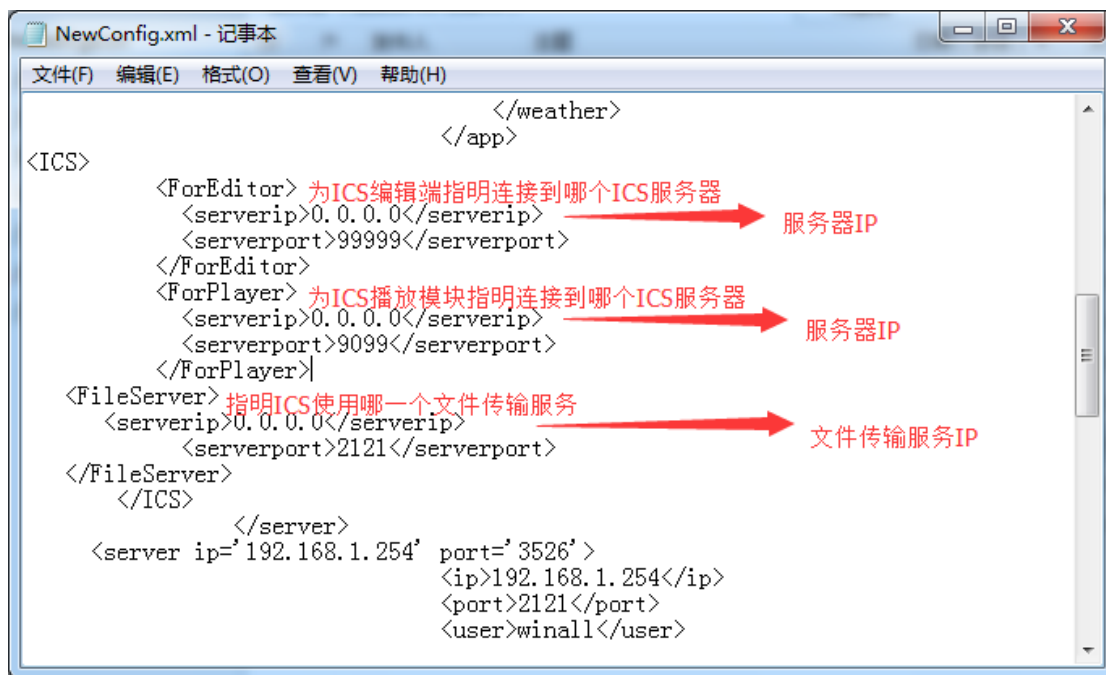 NewConfig.xml - 记事本
文件(F) 编辑(E) 格式(O) 查看(V) 帮助(H)
</weather>
</app>
<ICS>
<ForEditor> 为ICS编辑端指明连接到哪个ICS服务器
<serverip>0.0.0.0</serverip>
服务器IP
<serverport>99999</serverport>
</ForEditor>
<ForPlayer> 为ICS播放模块指明连接到哪个ICS服务器
<serverip>0.0.0.0</serverip>
服务器IP
<serverport>9099</serverport>
</ForPlayer>
<FileServer> 指明ICS使用哪一个文件传输服务
<serverip>0.0.0.0</serverip>
文件传输服务IP
<serverport>2121</serverport>
</FileServer>
</ICS>
</server>
<server ip='192.168.1.254' port='3526'>
<ip>192.168.1.254</ip>
<port>2121</port>
<user>winall</user>